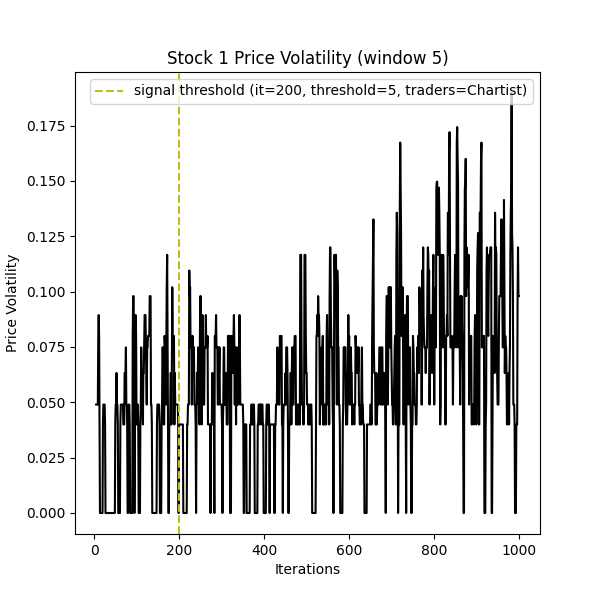 Stock 1 Price Volatility (window 5)
signal threshold (it=200, threshold=5, traders=Chartist)
Price Volatility
0.175
0.150
0.125
0.100
0.075
0.050
0.025
0.000
0 200 400 600 800 1000
Iterations